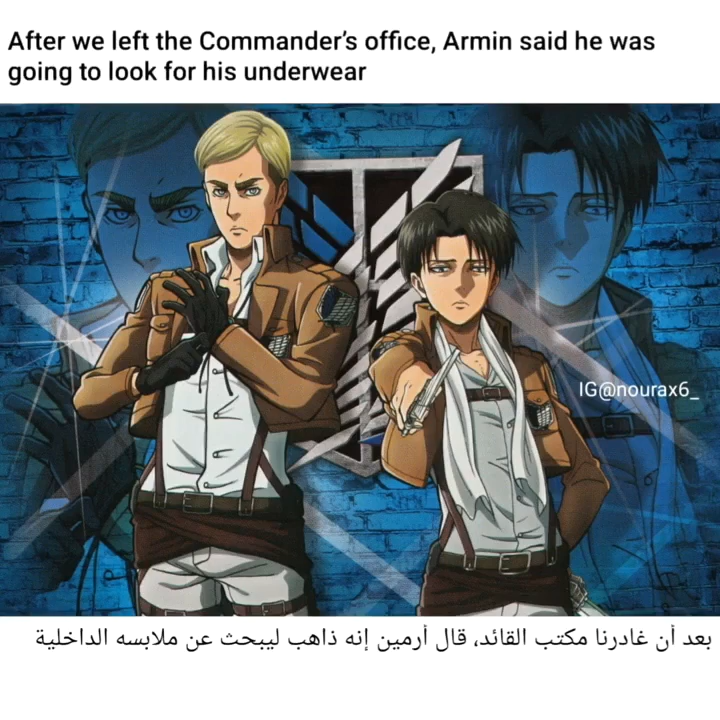 After we left the Commander's office, Armin said he was
going to look for his underwear
IG@nourax6_
بعد أن غادرنا مكتب القائد، قال أرمين إنه ذاهب ليبحث عن ملابسه الداخلية